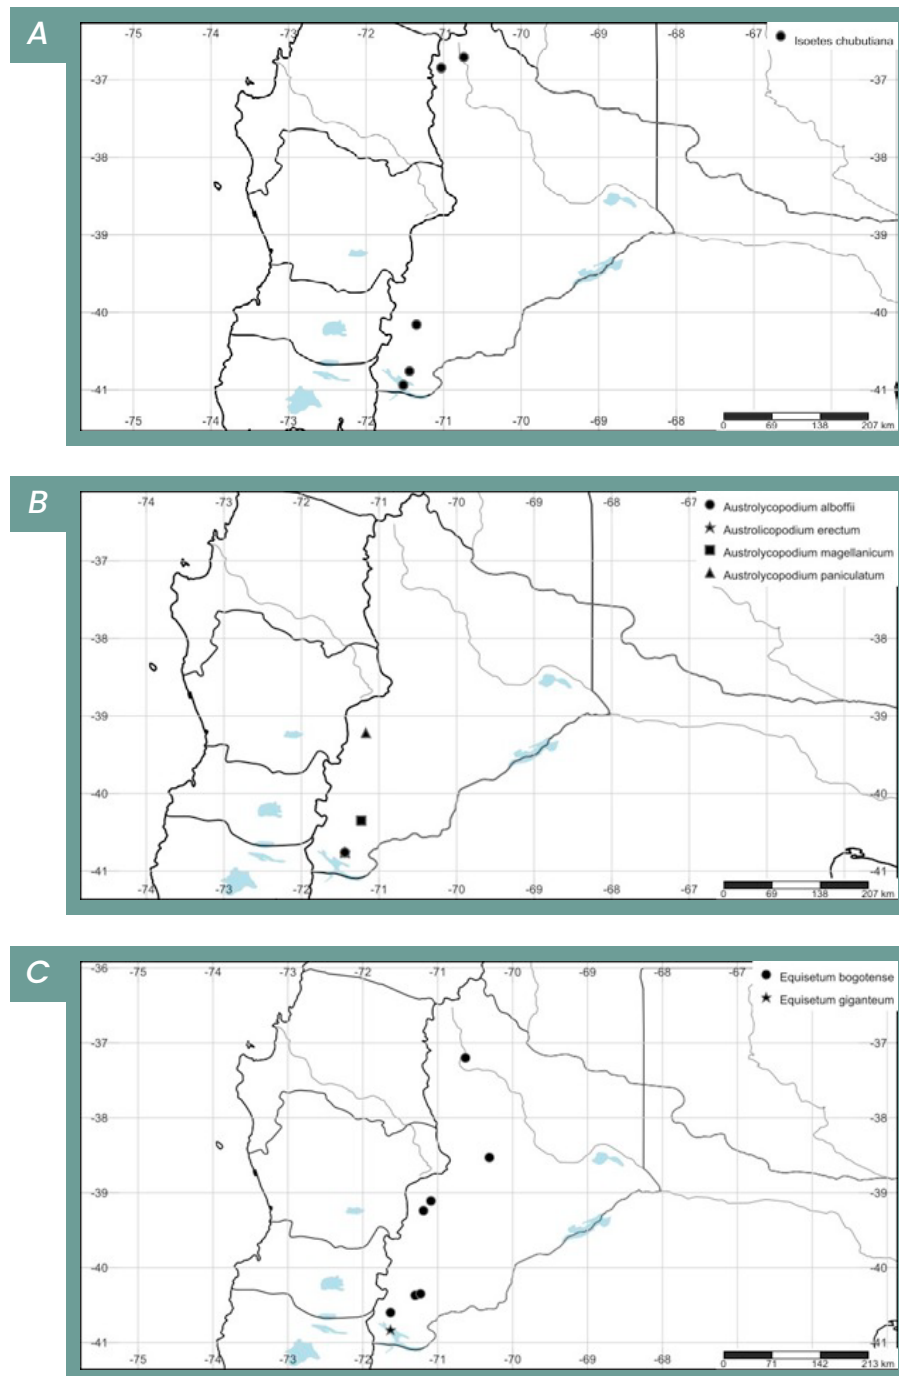 A
-75 -74 -73 -72 -71 -70 -69 -68 -67
Isoetes chubutiana
-37
-37
-38
-38
-39
-39
-40
-40
-41
-41
-75 -74 -73 -72 -71 -70 -69 -68
0 69 138 207 km
B
-74 -73 -72 -71 -70 -69 -68 -67
Austrolycopodium alboffii
Austrolicopodium erectum
Austrolycopodium magellanicum
Austrolycopodium paniculatum
-37
-38
-38
-39
-39
-40
-40
-41
-41
-74 -73 -72 -71 -70 -69 -68 -67
0 69 138 207 km
C
-36
-75 -74 -73 -72 -71 -70 -69 -68 -67
Equisetum bogotense
Equisetum giganteum
-37
-37
-38
-38
-39
-39
-40
-40
-41
-41
-75 -74 -73 -72 -71 -70 -69 -68
0 71 142 213 km